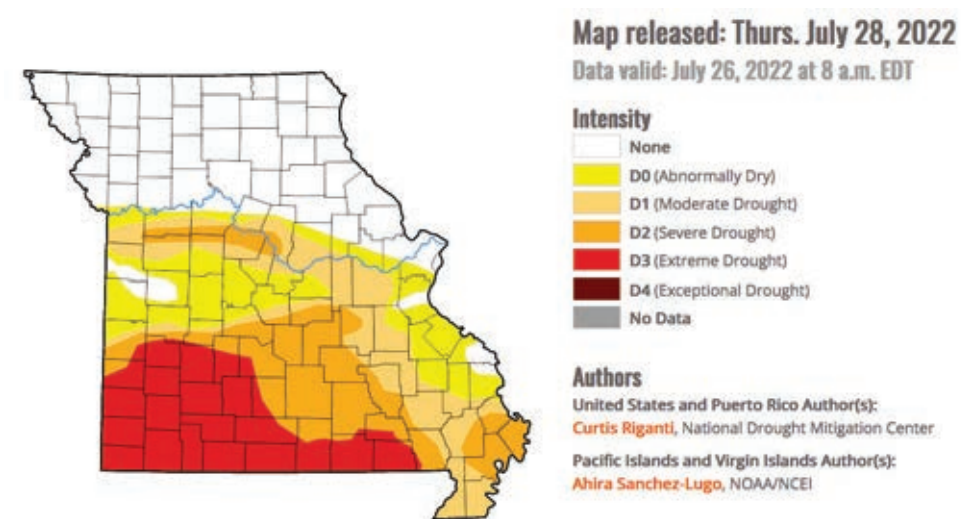 Map released: Thurs. July 28, 2022
Data valid: July 26, 2022 at 8 a.m. EDT
Intensity
None
D0 (Abnormally Dry)
D1 (Moderate Drought)
D2 (Severe Drought)
D3 (Extreme Drought)
D4 (Exceptional Drought)
No Data
Authors
United States and Puerto Rico Author(s):
Curtis Riganti, National Drought Mitigation Center
Pacific Islands and Virgin Islands Author(s):
Ahira Sanchez-Lugo, NOAA/NCEI